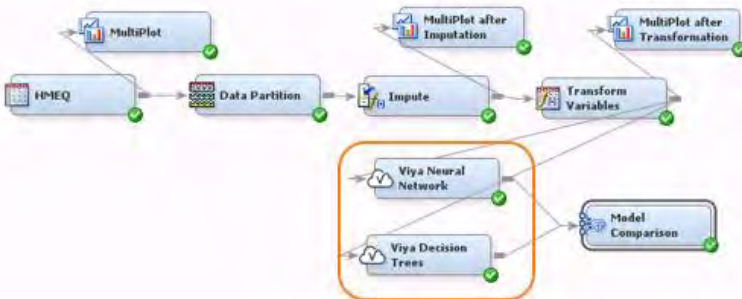 MultiPlot
MultiPlot after
Imputation
MultiPlot after
Transformation
HMEQ
Data Partition
Impute
Transform
Variables
Viya Neural
Network
Viya Decision
Trees
Model
Comparison